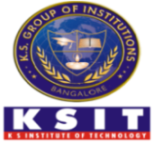 K.S. GROUP OF INSTITUTIONS
BANGALORE
KSIT
K S INSTITUTE OF TECHNOLOGY